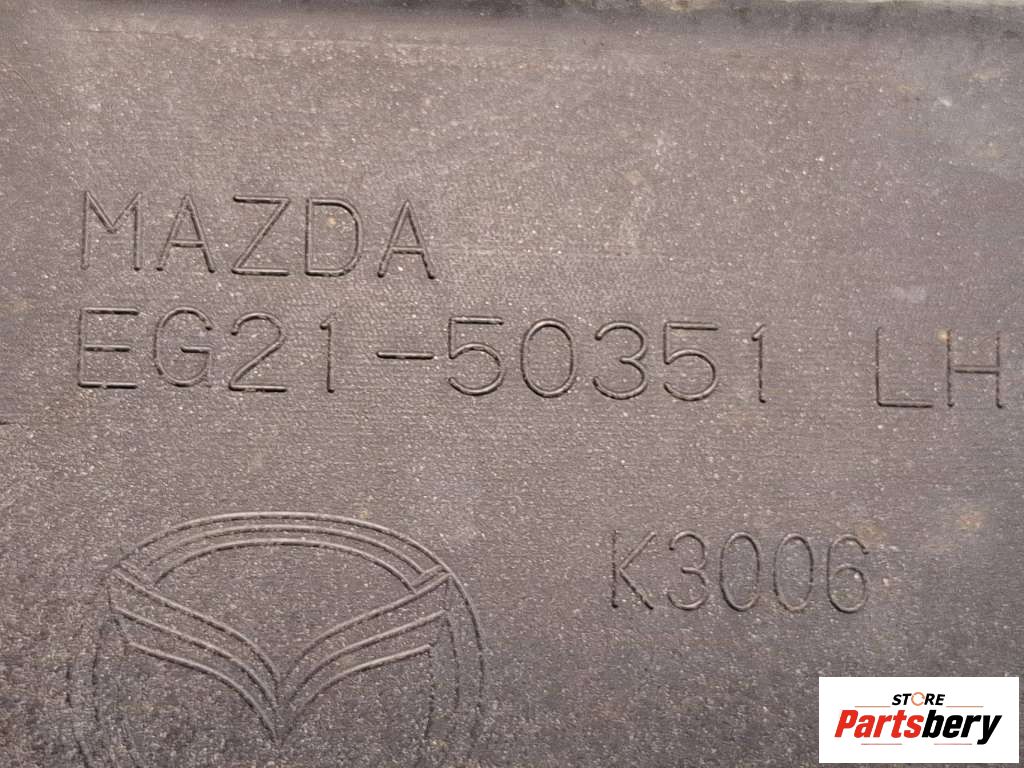 MAZDA
EG21-50351 LH
K3006
STORE
Partsbery